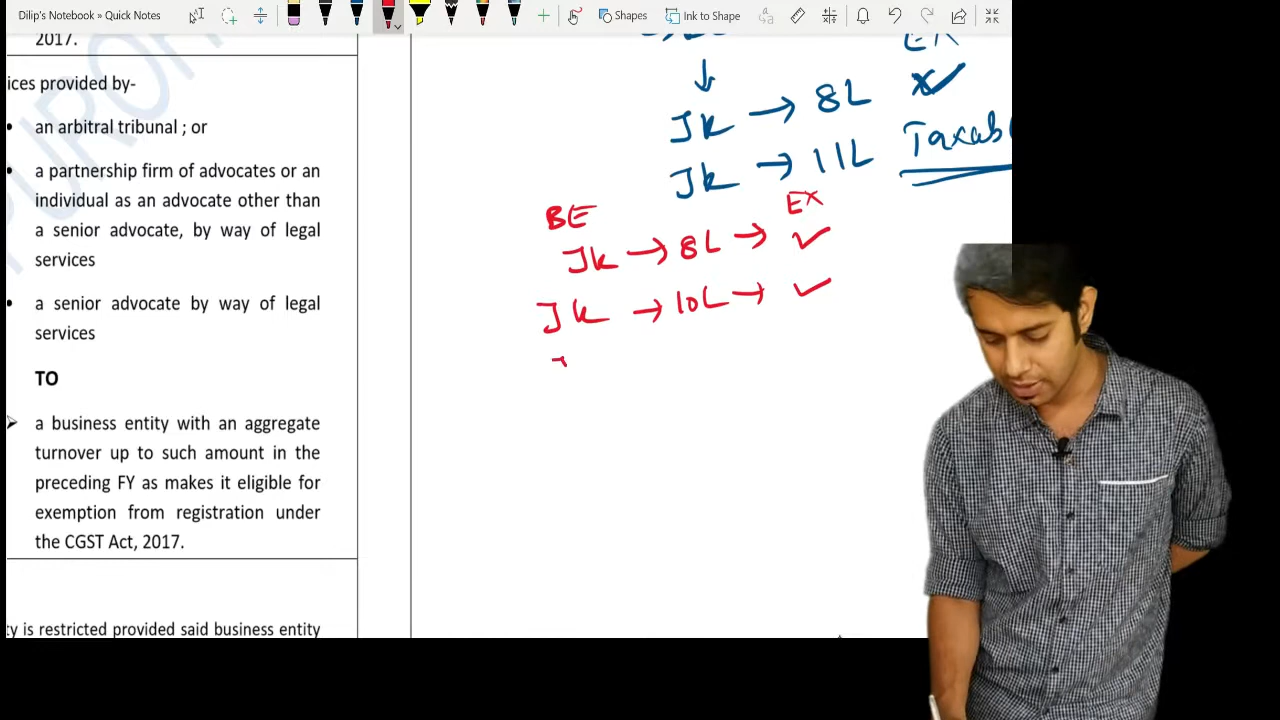 Dilip's Notebook » Quick Notes
Shapes
Ink to Shape
2017.
ices provided by-
• an arbitral tribunal ; or
• a partnership firm of advocates or an
individual as an advocate other than
a senior advocate, by way of legal
services
• a senior advocate by way of legal
services
TO
➢ a business entity with an aggregate
turnover up to such amount in the
preceding FY as makes it eligible for
exemption from registration under
the CGST Act, 2017.
ty is restricted provided said business entity
Jk → 8L
Jk → 11L Taxab
BE EX
Jk → 8L → ✓
Jk → 10L → ✓